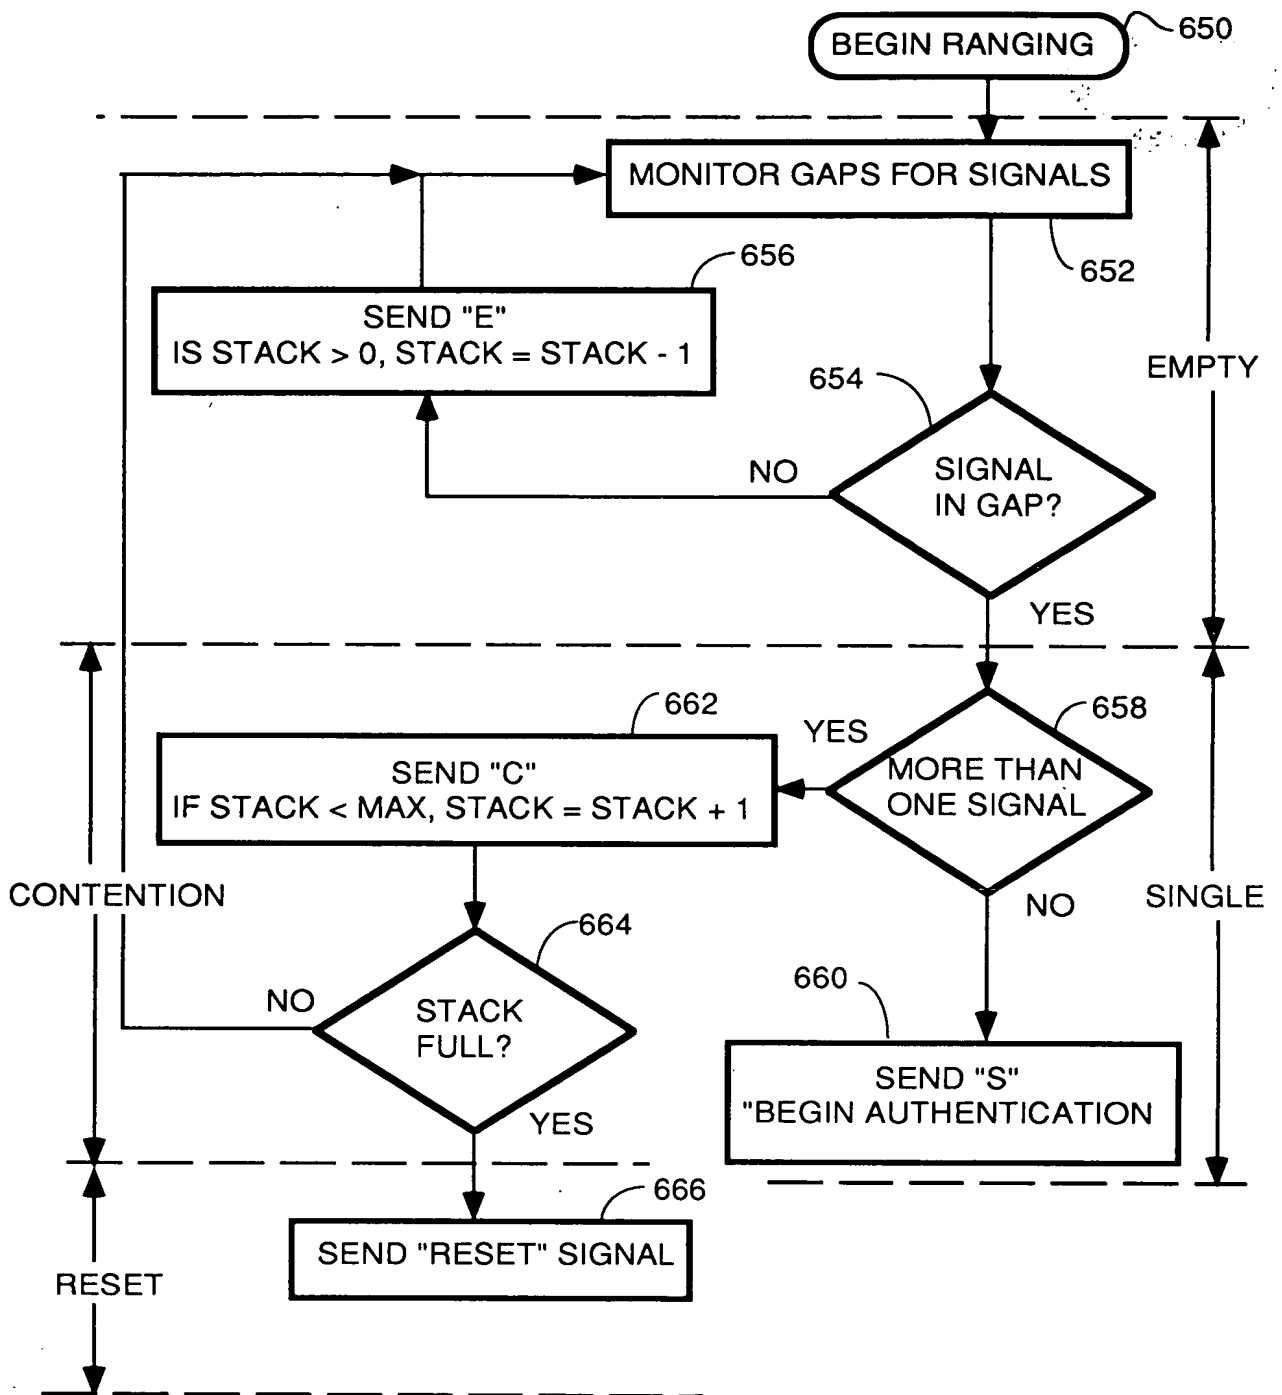 BEGIN RANGING
650
MONITOR GAPS FOR SIGNALS
652
656
SEND "E"
IS STACK > 0, STACK = STACK - 1
EMPTY
654
SIGNAL
IN GAP?
NO
YES
662
SEND "C"
IF STACK < MAX, STACK = STACK + 1
YES
658
MORE THAN
ONE SIGNAL
NO
CONTENTION
SINGLE
664
STACK
FULL?
NO
YES
660
SEND "S"
"BEGIN AUTHENTICATION
666
SEND "RESET" SIGNAL
RESET